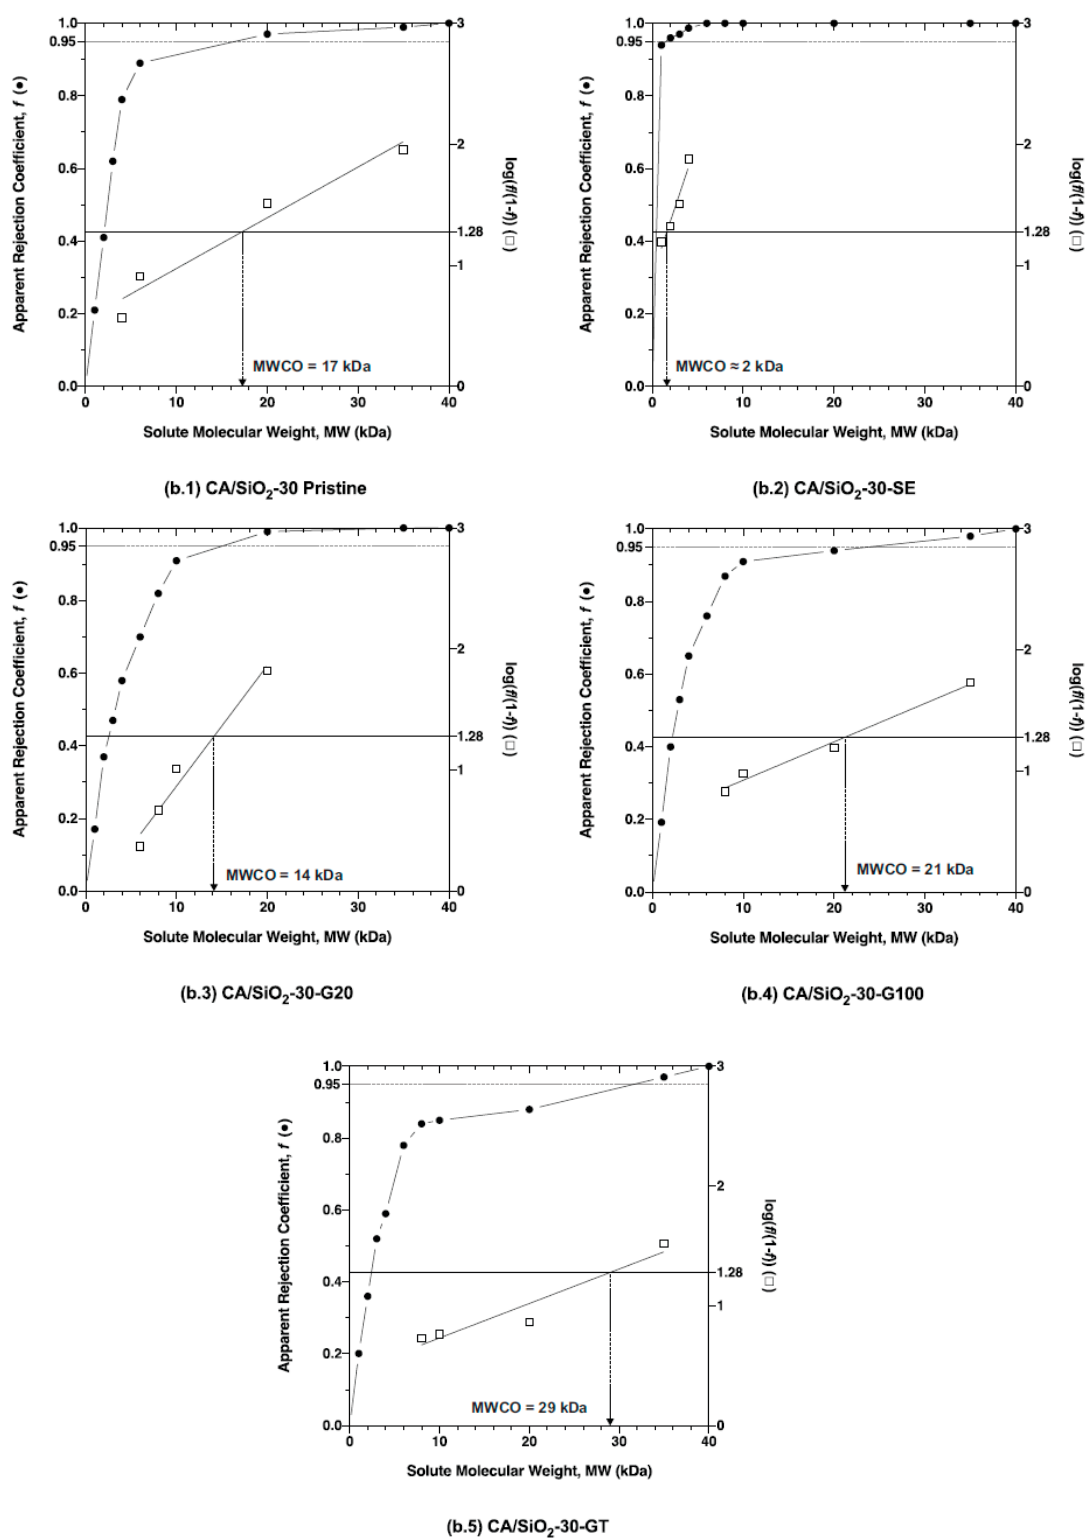 1.0
0.95
0.8
0.6
0.4
0.2
0.0
3
2
1.28
1
0
0 10 20 30 40
Apparent Rejection Coefficient, f (●)
log(f/(1-f)) (□)
MWCO = 17 kDa
Solute Molecular Weight, MW (kDa)
(b.1) CA/SiO₂-30 Pristine
1.0
0.95
0.8
0.6
0.4
0.2
0.0
3
2
1.28
1
0
0 10 20 30 40
Apparent Rejection Coefficient, f (●)
log(f/(1-f)) (□)
MWCO ≈ 2 kDa
Solute Molecular Weight, MW (kDa)
(b.2) CA/SiO₂-30-SE
1.0
0.95
0.8
0.6
0.4
0.2
0.0
3
2
1.28
1
0
0 10 20 30 40
Apparent Rejection Coefficient, f (●)
log(f/(1-f)) (□)
MWCO = 14 kDa
Solute Molecular Weight, MW (kDa)
(b.3) CA/SiO₂-30-G20
1.0
0.95
0.8
0.6
0.4
0.2
0.0
3
2
1.28
1
0
0 10 20 30 40
Apparent Rejection Coefficient, f (●)
log(f/(1-f)) (□)
MWCO = 21 kDa
Solute Molecular Weight, MW (kDa)
(b.4) CA/SiO₂-30-G100
1.0
0.95
0.8
0.6
0.4
0.2
0.0
3
2
1.28
1
0
0 10 20 30 40
Apparent Rejection Coefficient, f (●)
log(f/(1-f)) (□)
MWCO = 29 kDa
Solute Molecular Weight, MW (kDa)
(b.5) CA/SiO₂-30-GT